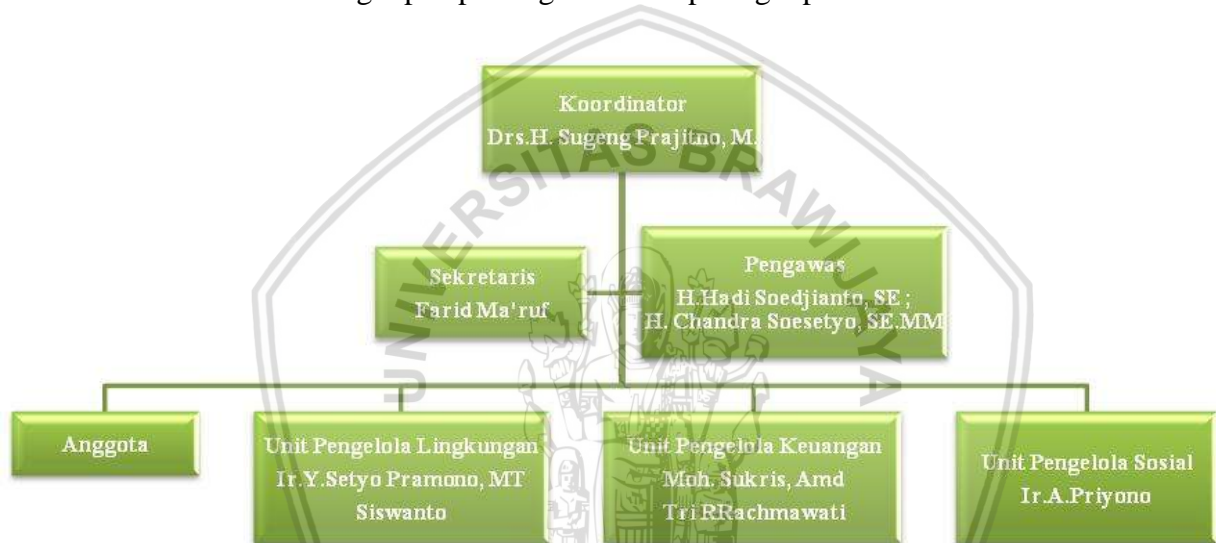 Koordinator
Drs.H. Sugeng Prajitno, M.
Sekretaris
Farid Ma'ruf
Pengawas
H.Hadi Soedjianto, SE ;
H. Chandra Soesetyo, SE.MM
Anggota
Unit Pengelola Lingkungan
Ir.Y.Setyo Pramono, MT
Siswanto
Unit Pengelola Keuangan
Moh. Sukris, Amd
Tri RRachmawati
Unit Pengelola Sosial
Ir.A.Priyono
UNIVERSITAS BRAWIJAYA